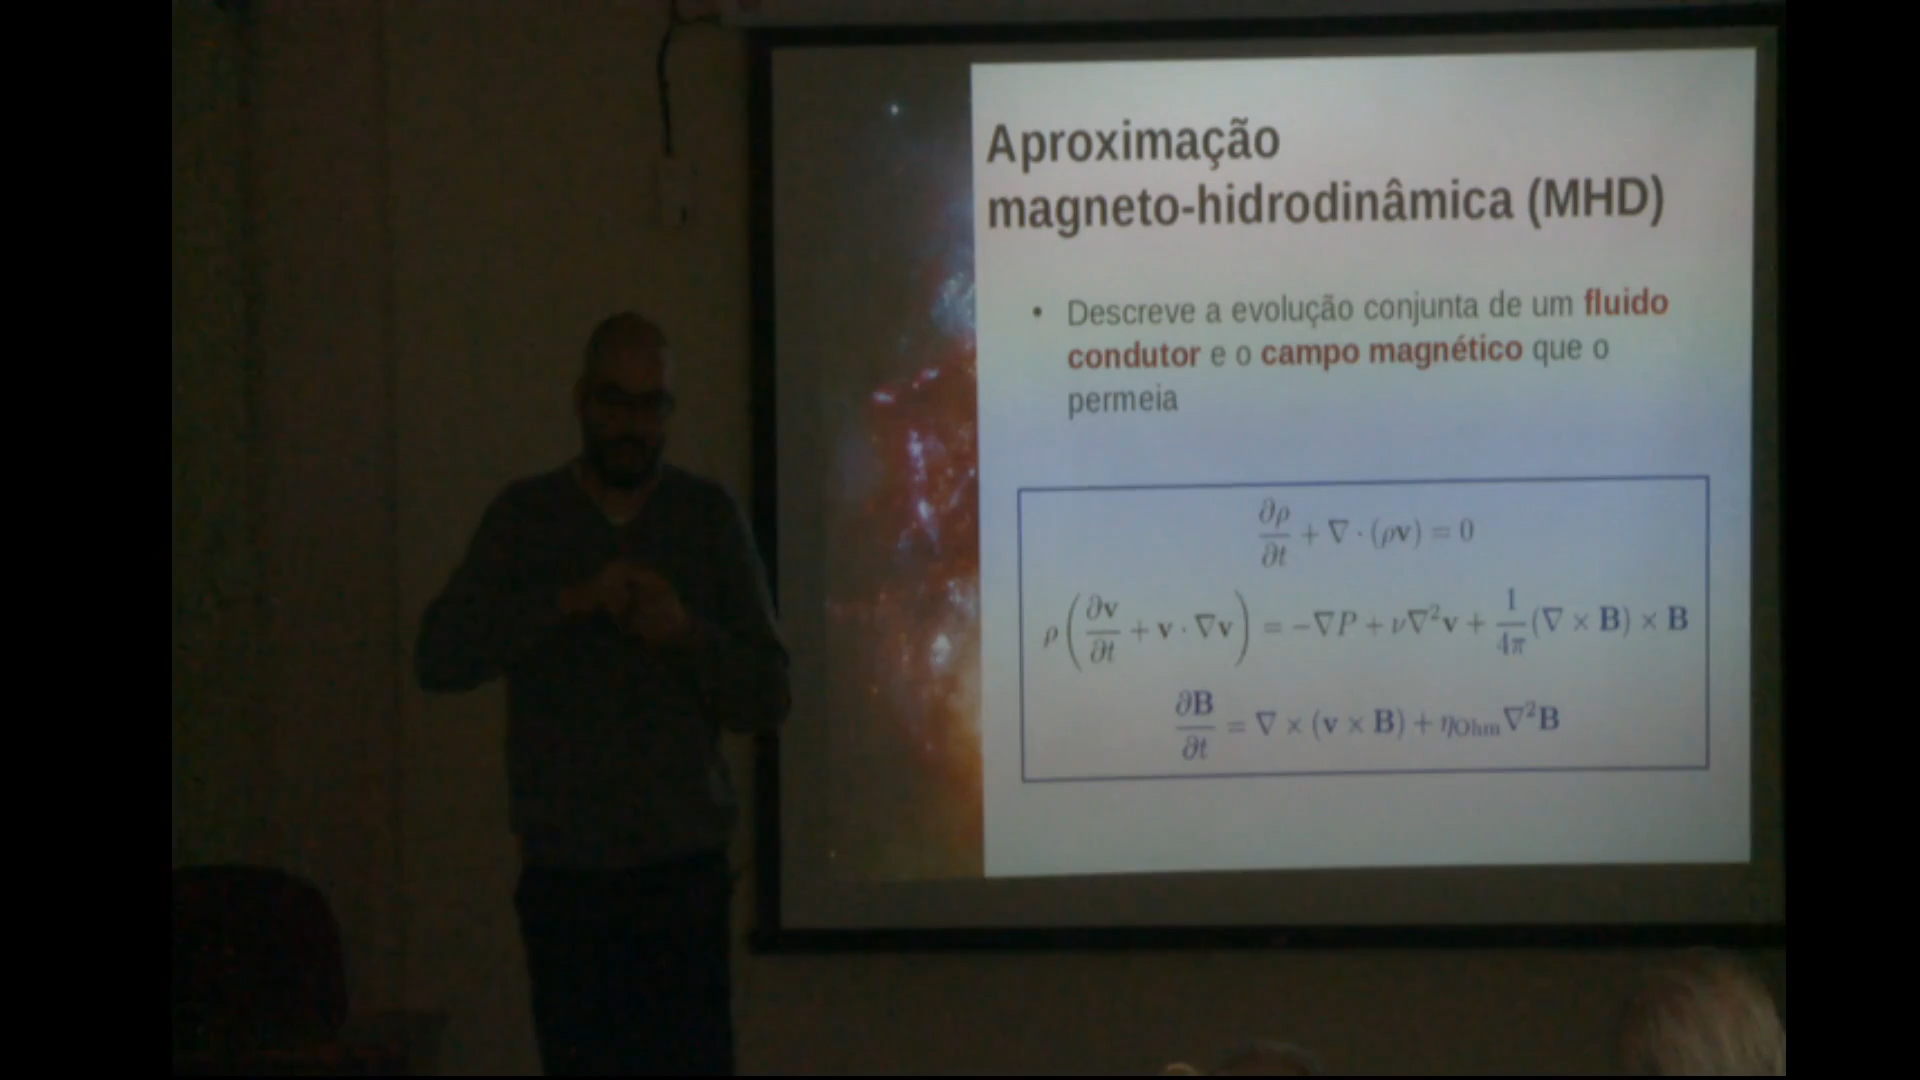 Aproximação
magneto-hidrodinâmica (MHD)
• Descreve a evolução conjunta de um fluido
condutor e o campo magnético que o
permeia
∂ρ/∂t + ∇ · (ρv) = 0
ρ(∂v/∂t + v · ∇v) = −∇P + ν∇²v + 1/4π (∇ × B) × B
∂B/∂t = ∇ × (v × B) + η_Ohm ∇²B